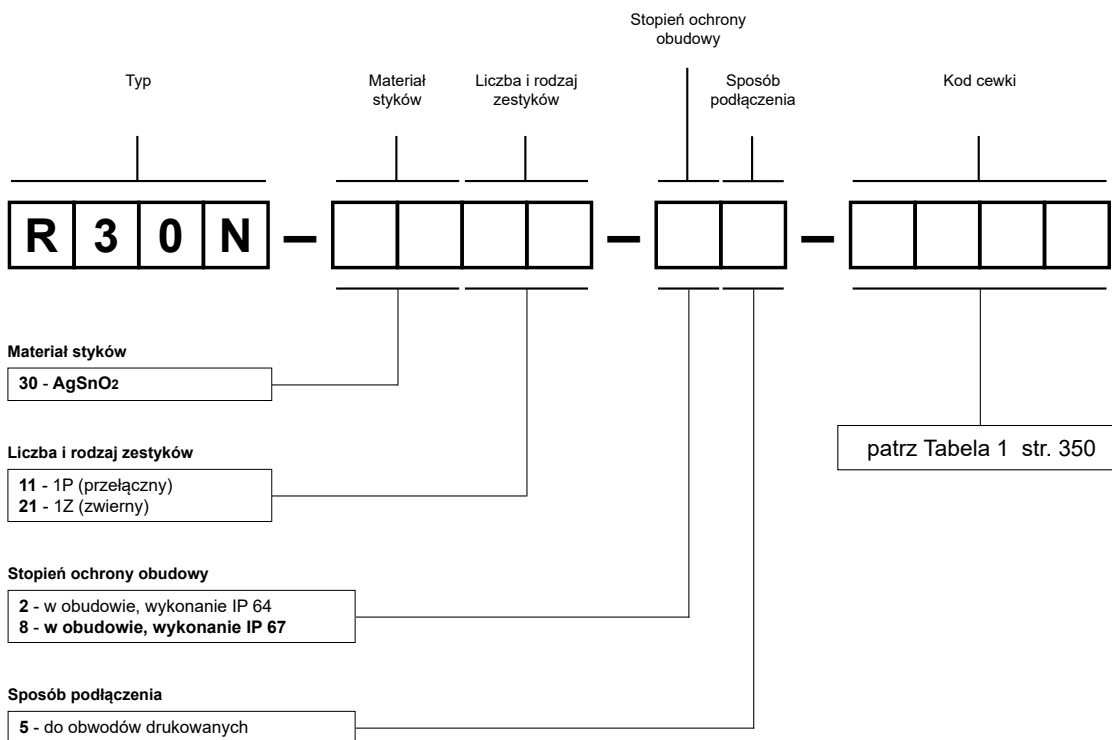 Stopień ochrony
obudowy
Typ
Materiał
styków
Liczba i rodzaj
zestyków
Sposób
podłączenia
Kod cewki
R 3 0 N – –  –
Materiał styków
30 - AgSnO2
Liczba i rodzaj zestyków
11 - 1P (przełączny)
21 - 1Z (zwierny)
patrz Tabela 1 str. 350
Stopień ochrony obudowy
2 - w obudowie, wykonanie IP 64
8 - w obudowie, wykonanie IP 67
Sposób podłączenia
5 - do obwodów drukowanych